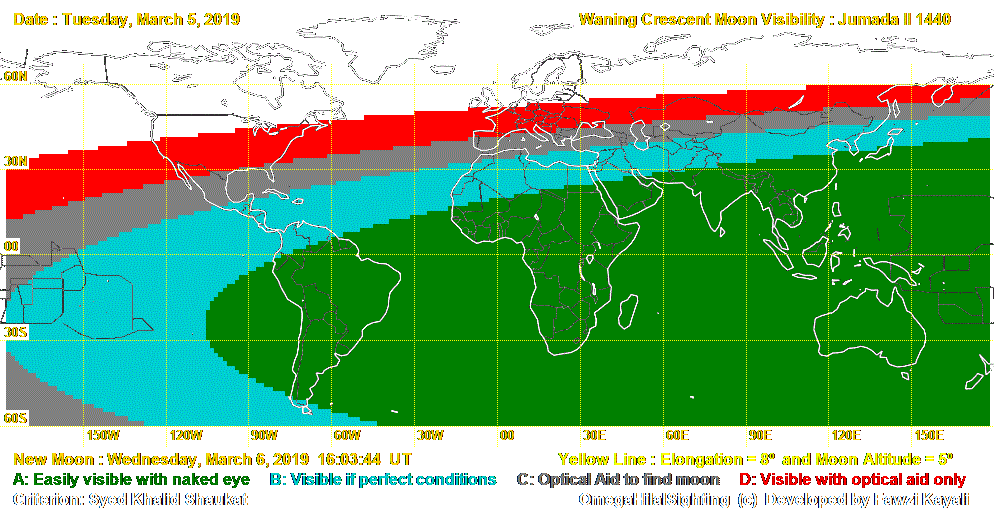 Date : Tuesday, March 5, 2019 Waning Crescent Moon Visibility : Jumada II 1440
60N
30N
00
30S
60S
150W 120W 90W 60W 30W 00 30E 60E 90E 120E 150E
New Moon : Wednesday, March 6, 2019 16:03:44 UT Yellow Line : Elongation = 8° and Moon Altitude = 5°
A: Easily visible with naked eye B: Visible if perfect conditions C: Optical Aid to find moon D: Visible with optical aid only
Criterion: Syed Khalid Shaukat OmegaHilalSighting (c) Developed by Fawzi Kayali